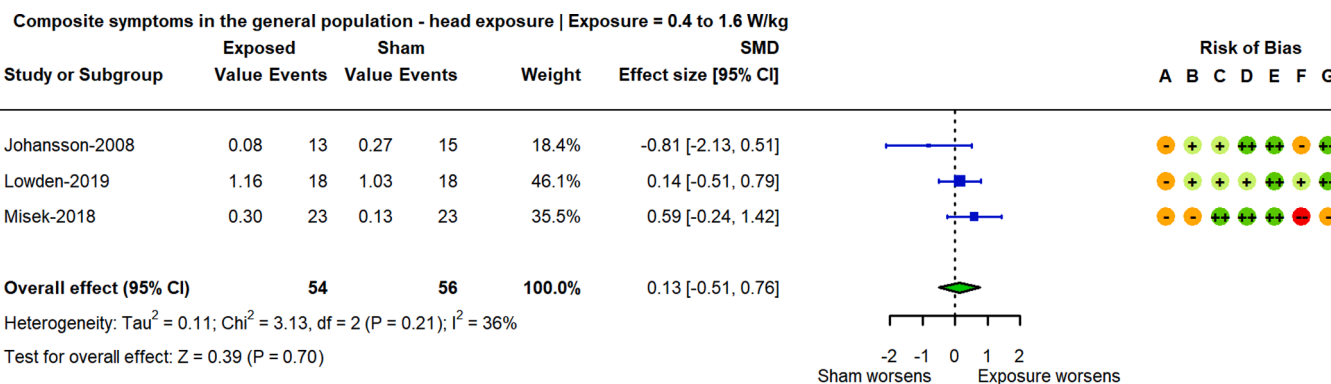 Composite symptoms in the general population - head exposure | Exposure = 0.4 to 1.6 W/kg
Exposed Sham SMD Risk of Bias
Study or Subgroup Value Events Value Events Weight Effect size [95% CI] A B C D E F G
Johansson-2008 0.08 13 0.27 15 18.4% -0.81 [-2.13, 0.51] - + + ++ ++ - ++
Lowden-2019 1.16 18 1.03 18 46.1% 0.14 [-0.51, 0.79] - + + + ++ + ++
Misek-2018 0.30 23 0.13 23 35.5% 0.59 [-0.24, 1.42] - - ++ ++ ++ -- -
Overall effect (95% CI) 54 56 100.0% 0.13 [-0.51, 0.76]
Heterogeneity: Tau² = 0.11; Chi² = 3.13, df = 2 (P = 0.21); I² = 36%
Test for overall effect: Z = 0.39 (P = 0.70)
-2 -1 0 1 2
Sham worsens Exposure worsens